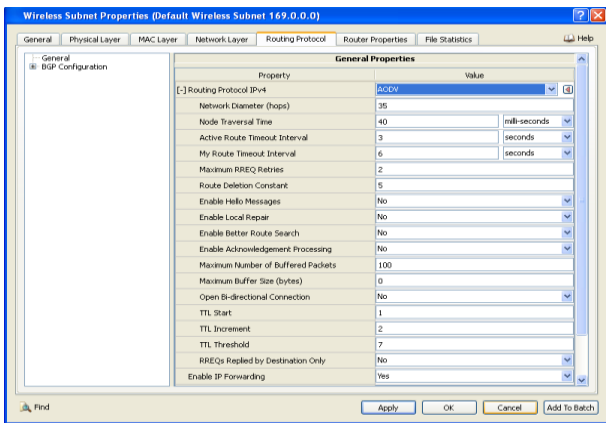 Wireless Subnet Properties (Default Wireless Subnet 169.0.0.0)
General Physical Layer MAC Layer Network Layer Routing Protocol Router Properties File Statistics Help
General
BGP Configuration
General Properties
Property Value
[-] Routing Protocol IPv4 AODV
Network Diameter (hops) 35
Node Traversal Time 40 milli-seconds
Active Route Timeout Interval 3 seconds
My Route Timeout Interval 6 seconds
Maximum RREQ Retries 2
Route Deletion Constant 5
Enable Hello Messages No
Enable Local Repair No
Enable Better Route Search No
Enable Acknowledgement Processing No
Maximum Number of Buffered Packets 100
Maximum Buffer Size (bytes) 0
Open Bi-directional Connection No
TTL Start 1
TTL Increment 2
TTL Threshold 7
RREQs Replied by Destination Only No
Enable IP Forwarding Yes
Find Apply OK Cancel Add To Batch